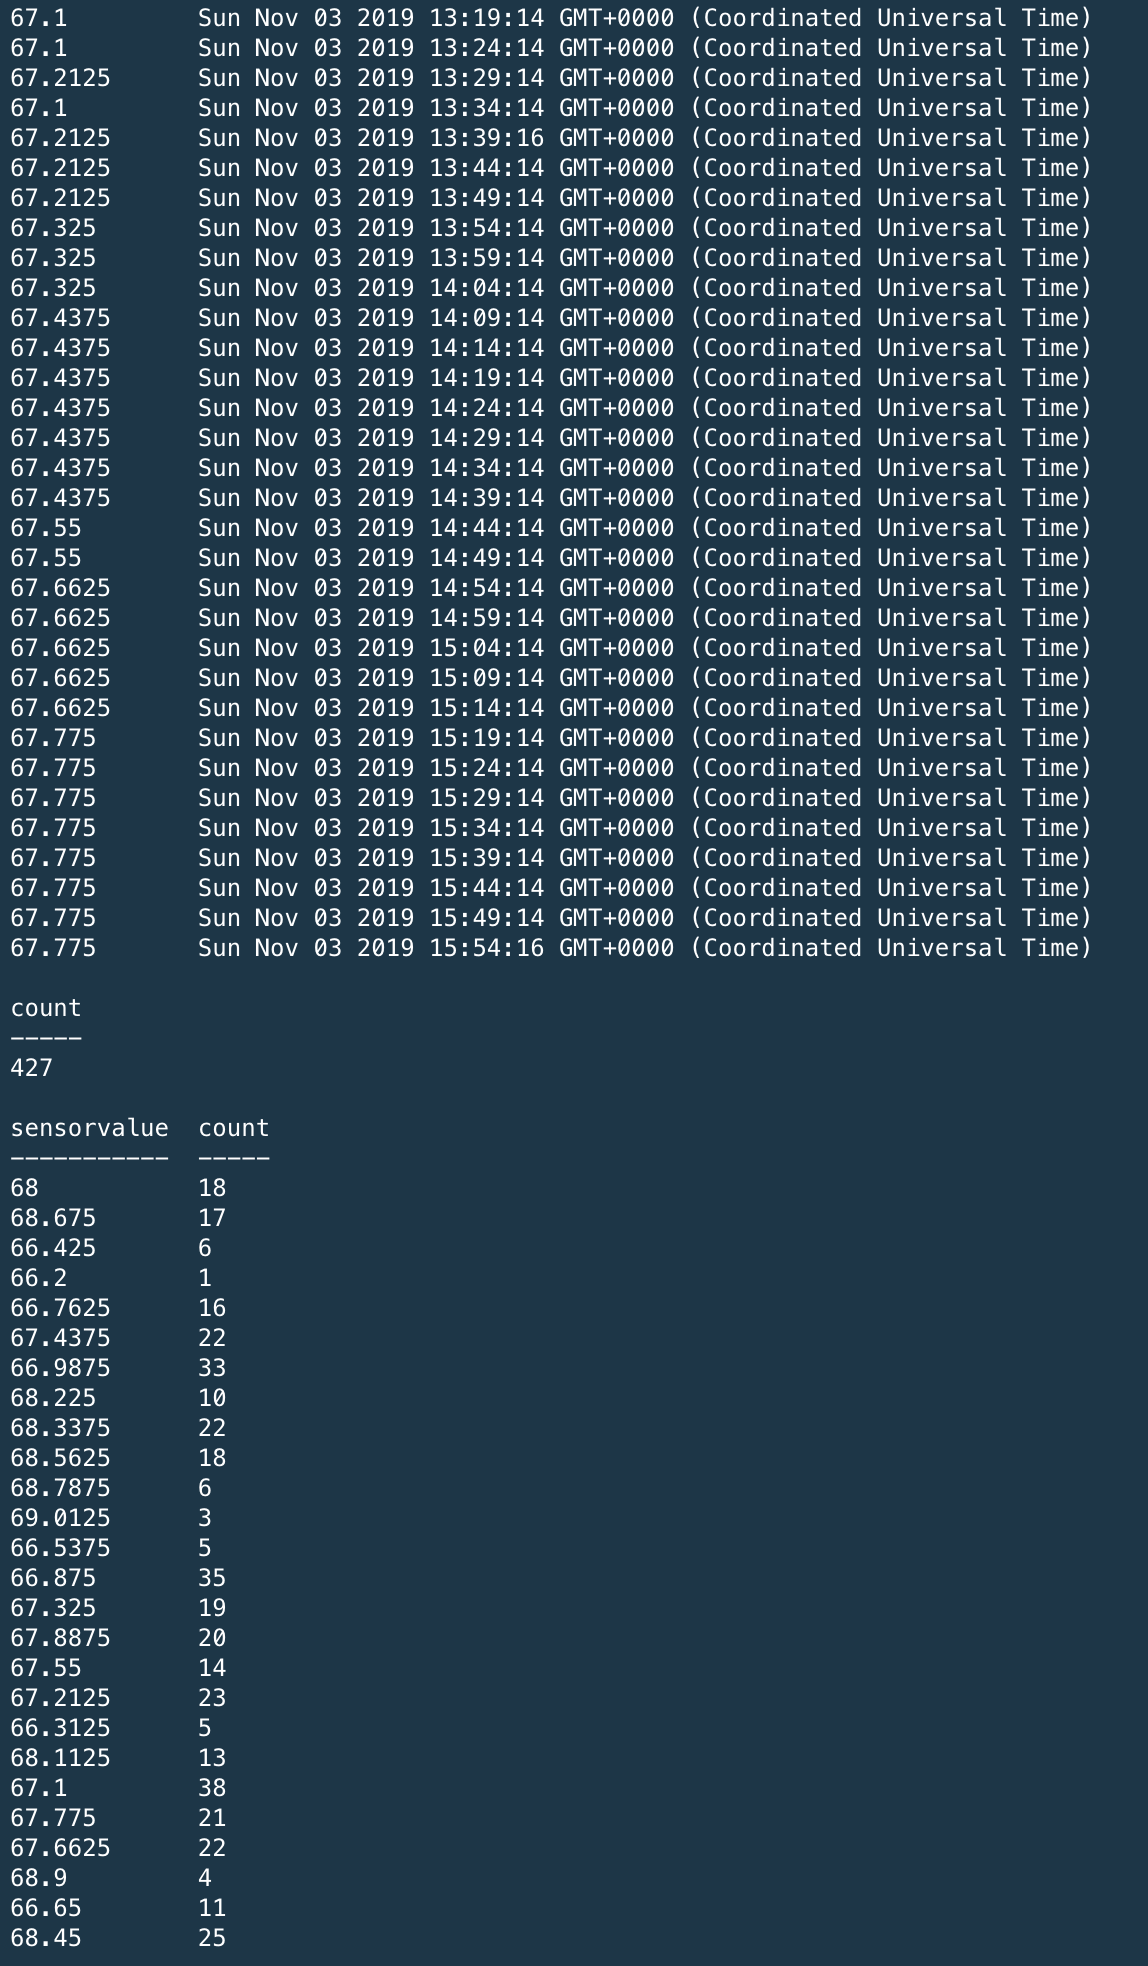 67.1         Sun Nov 03 2019 13:19:14 GMT+0000 (Coordinated Universal Time)
67.1         Sun Nov 03 2019 13:24:14 GMT+0000 (Coordinated Universal Time)
67.2125      Sun Nov 03 2019 13:29:14 GMT+0000 (Coordinated Universal Time)
67.1         Sun Nov 03 2019 13:34:14 GMT+0000 (Coordinated Universal Time)
67.2125      Sun Nov 03 2019 13:39:16 GMT+0000 (Coordinated Universal Time)
67.2125      Sun Nov 03 2019 13:44:14 GMT+0000 (Coordinated Universal Time)
67.2125      Sun Nov 03 2019 13:49:14 GMT+0000 (Coordinated Universal Time)
67.325       Sun Nov 03 2019 13:54:14 GMT+0000 (Coordinated Universal Time)
67.325       Sun Nov 03 2019 13:59:14 GMT+0000 (Coordinated Universal Time)
67.325       Sun Nov 03 2019 14:04:14 GMT+0000 (Coordinated Universal Time)
67.4375      Sun Nov 03 2019 14:09:14 GMT+0000 (Coordinated Universal Time)
67.4375      Sun Nov 03 2019 14:14:14 GMT+0000 (Coordinated Universal Time)
67.4375      Sun Nov 03 2019 14:19:14 GMT+0000 (Coordinated Universal Time)
67.4375      Sun Nov 03 2019 14:24:14 GMT+0000 (Coordinated Universal Time)
67.4375      Sun Nov 03 2019 14:29:14 GMT+0000 (Coordinated Universal Time)
67.4375      Sun Nov 03 2019 14:34:14 GMT+0000 (Coordinated Universal Time)
67.4375      Sun Nov 03 2019 14:39:14 GMT+0000 (Coordinated Universal Time)
67.55        Sun Nov 03 2019 14:44:14 GMT+0000 (Coordinated Universal Time)
67.55        Sun Nov 03 2019 14:49:14 GMT+0000 (Coordinated Universal Time)
67.6625      Sun Nov 03 2019 14:54:14 GMT+0000 (Coordinated Universal Time)
67.6625      Sun Nov 03 2019 14:59:14 GMT+0000 (Coordinated Universal Time)
67.6625      Sun Nov 03 2019 15:04:14 GMT+0000 (Coordinated Universal Time)
67.6625      Sun Nov 03 2019 15:09:14 GMT+0000 (Coordinated Universal Time)
67.6625      Sun Nov 03 2019 15:14:14 GMT+0000 (Coordinated Universal Time)
67.775       Sun Nov 03 2019 15:19:14 GMT+0000 (Coordinated Universal Time)
67.775       Sun Nov 03 2019 15:24:14 GMT+0000 (Coordinated Universal Time)
67.775       Sun Nov 03 2019 15:29:14 GMT+0000 (Coordinated Universal Time)
67.775       Sun Nov 03 2019 15:34:14 GMT+0000 (Coordinated Universal Time)
67.775       Sun Nov 03 2019 15:39:14 GMT+0000 (Coordinated Universal Time)
67.775       Sun Nov 03 2019 15:44:14 GMT+0000 (Coordinated Universal Time)
67.775       Sun Nov 03 2019 15:49:14 GMT+0000 (Coordinated Universal Time)
67.775       Sun Nov 03 2019 15:54:16 GMT+0000 (Coordinated Universal Time)

count
-----
427

sensorvalue  count
-----------  -----
68           18
68.675       17
66.425       6
66.2         1
66.7625      16
67.4375      22
66.9875      33
68.225       10
68.3375      22
68.5625      18
68.7875      6
69.0125      3
66.5375      5
66.875       35
67.325       19
67.8875      20
67.55        14
67.2125      23
66.3125      5
68.1125      13
67.1         38
67.775       21
67.6625      22
68.9         4
66.65        11
68.45        25